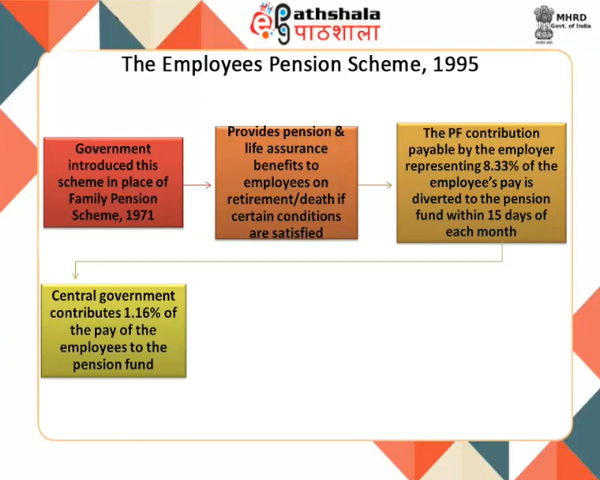 ePathshala
पाठशाला
MHRD
Govt. of India
The Employees Pension Scheme, 1995
Government
introduced this
scheme in place of
Family Pension
Scheme, 1971
Provides pension &
life assurance
benefits to
employees on
retirement/death if
certain conditions
are satisfied
The PF contribution
payable by the employer
representing 8.33% of the
employee's pay is
diverted to the pension
fund within 15 days of
each month
Central government
contributes 1.16% of
the pay of the
employees to the
pension fund